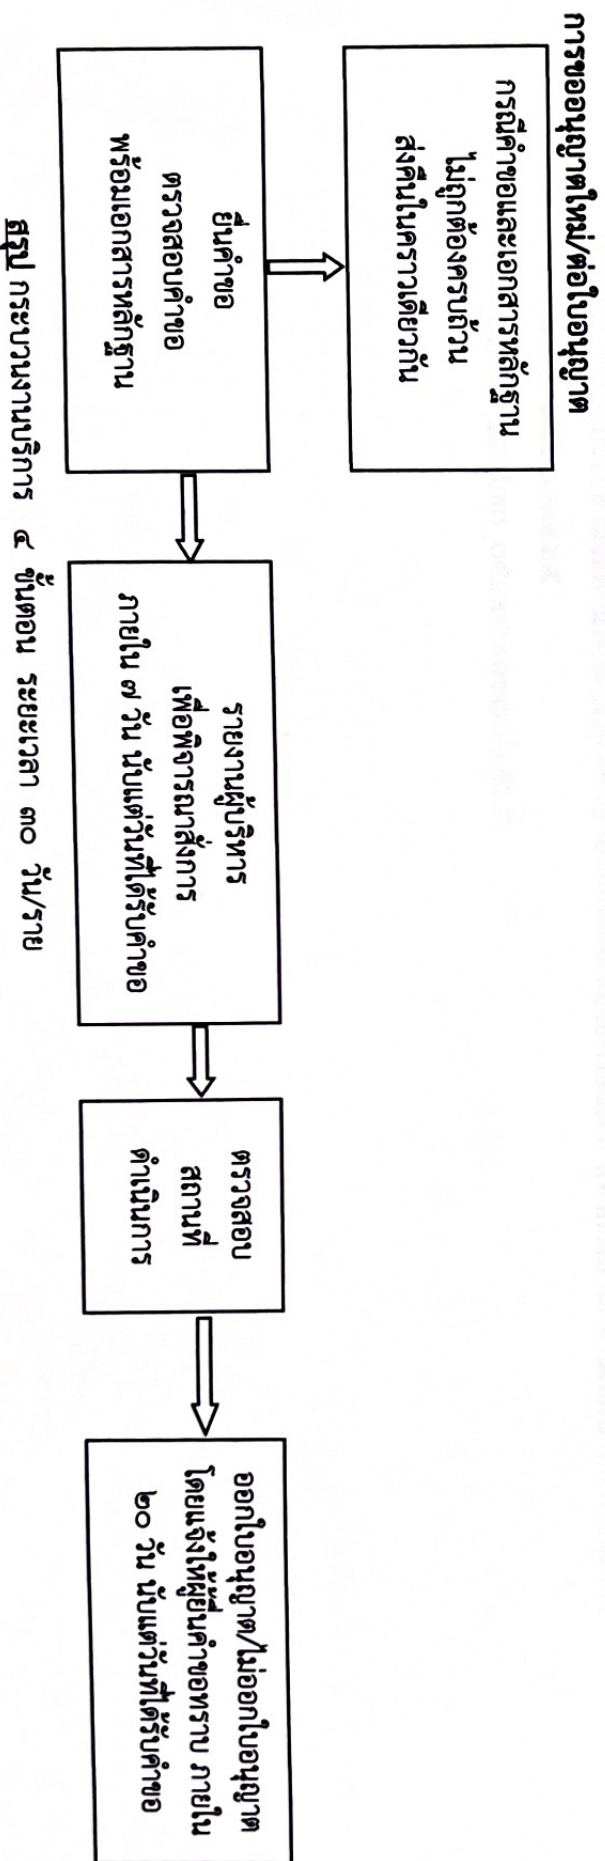 การขออนุญาตใหม่/ต่อใบอนุญาต
กรณีคำขอและเอกสารหลักฐาน
ไม่ถูกต้องครบถ้วน
ส่งคืนในคราวเดียวกัน
ยื่นคำขอ
ตรวจสอบคำขอ
พร้อมเอกสารหลักฐาน
รายงานผู้บริหาร
เพื่อพิจารณาสั่งการ
ภายใน ๗ วัน นับแต่วันที่ได้รับคำขอ
ตรวจสอบ
สถานที่
ดำเนินการ
ออกใบอนุญาต/ไม่ออกใบอนุญาต
โดยแจ้งให้ผู้ยื่นคำขอทราบ ภายใน
๒๐ วัน นับแต่วันที่ได้รับคำขอ
สรุป กระบวนงานบริการ ๔ ขั้นตอน ระยะเวลา ๓๐ วัน/ราย